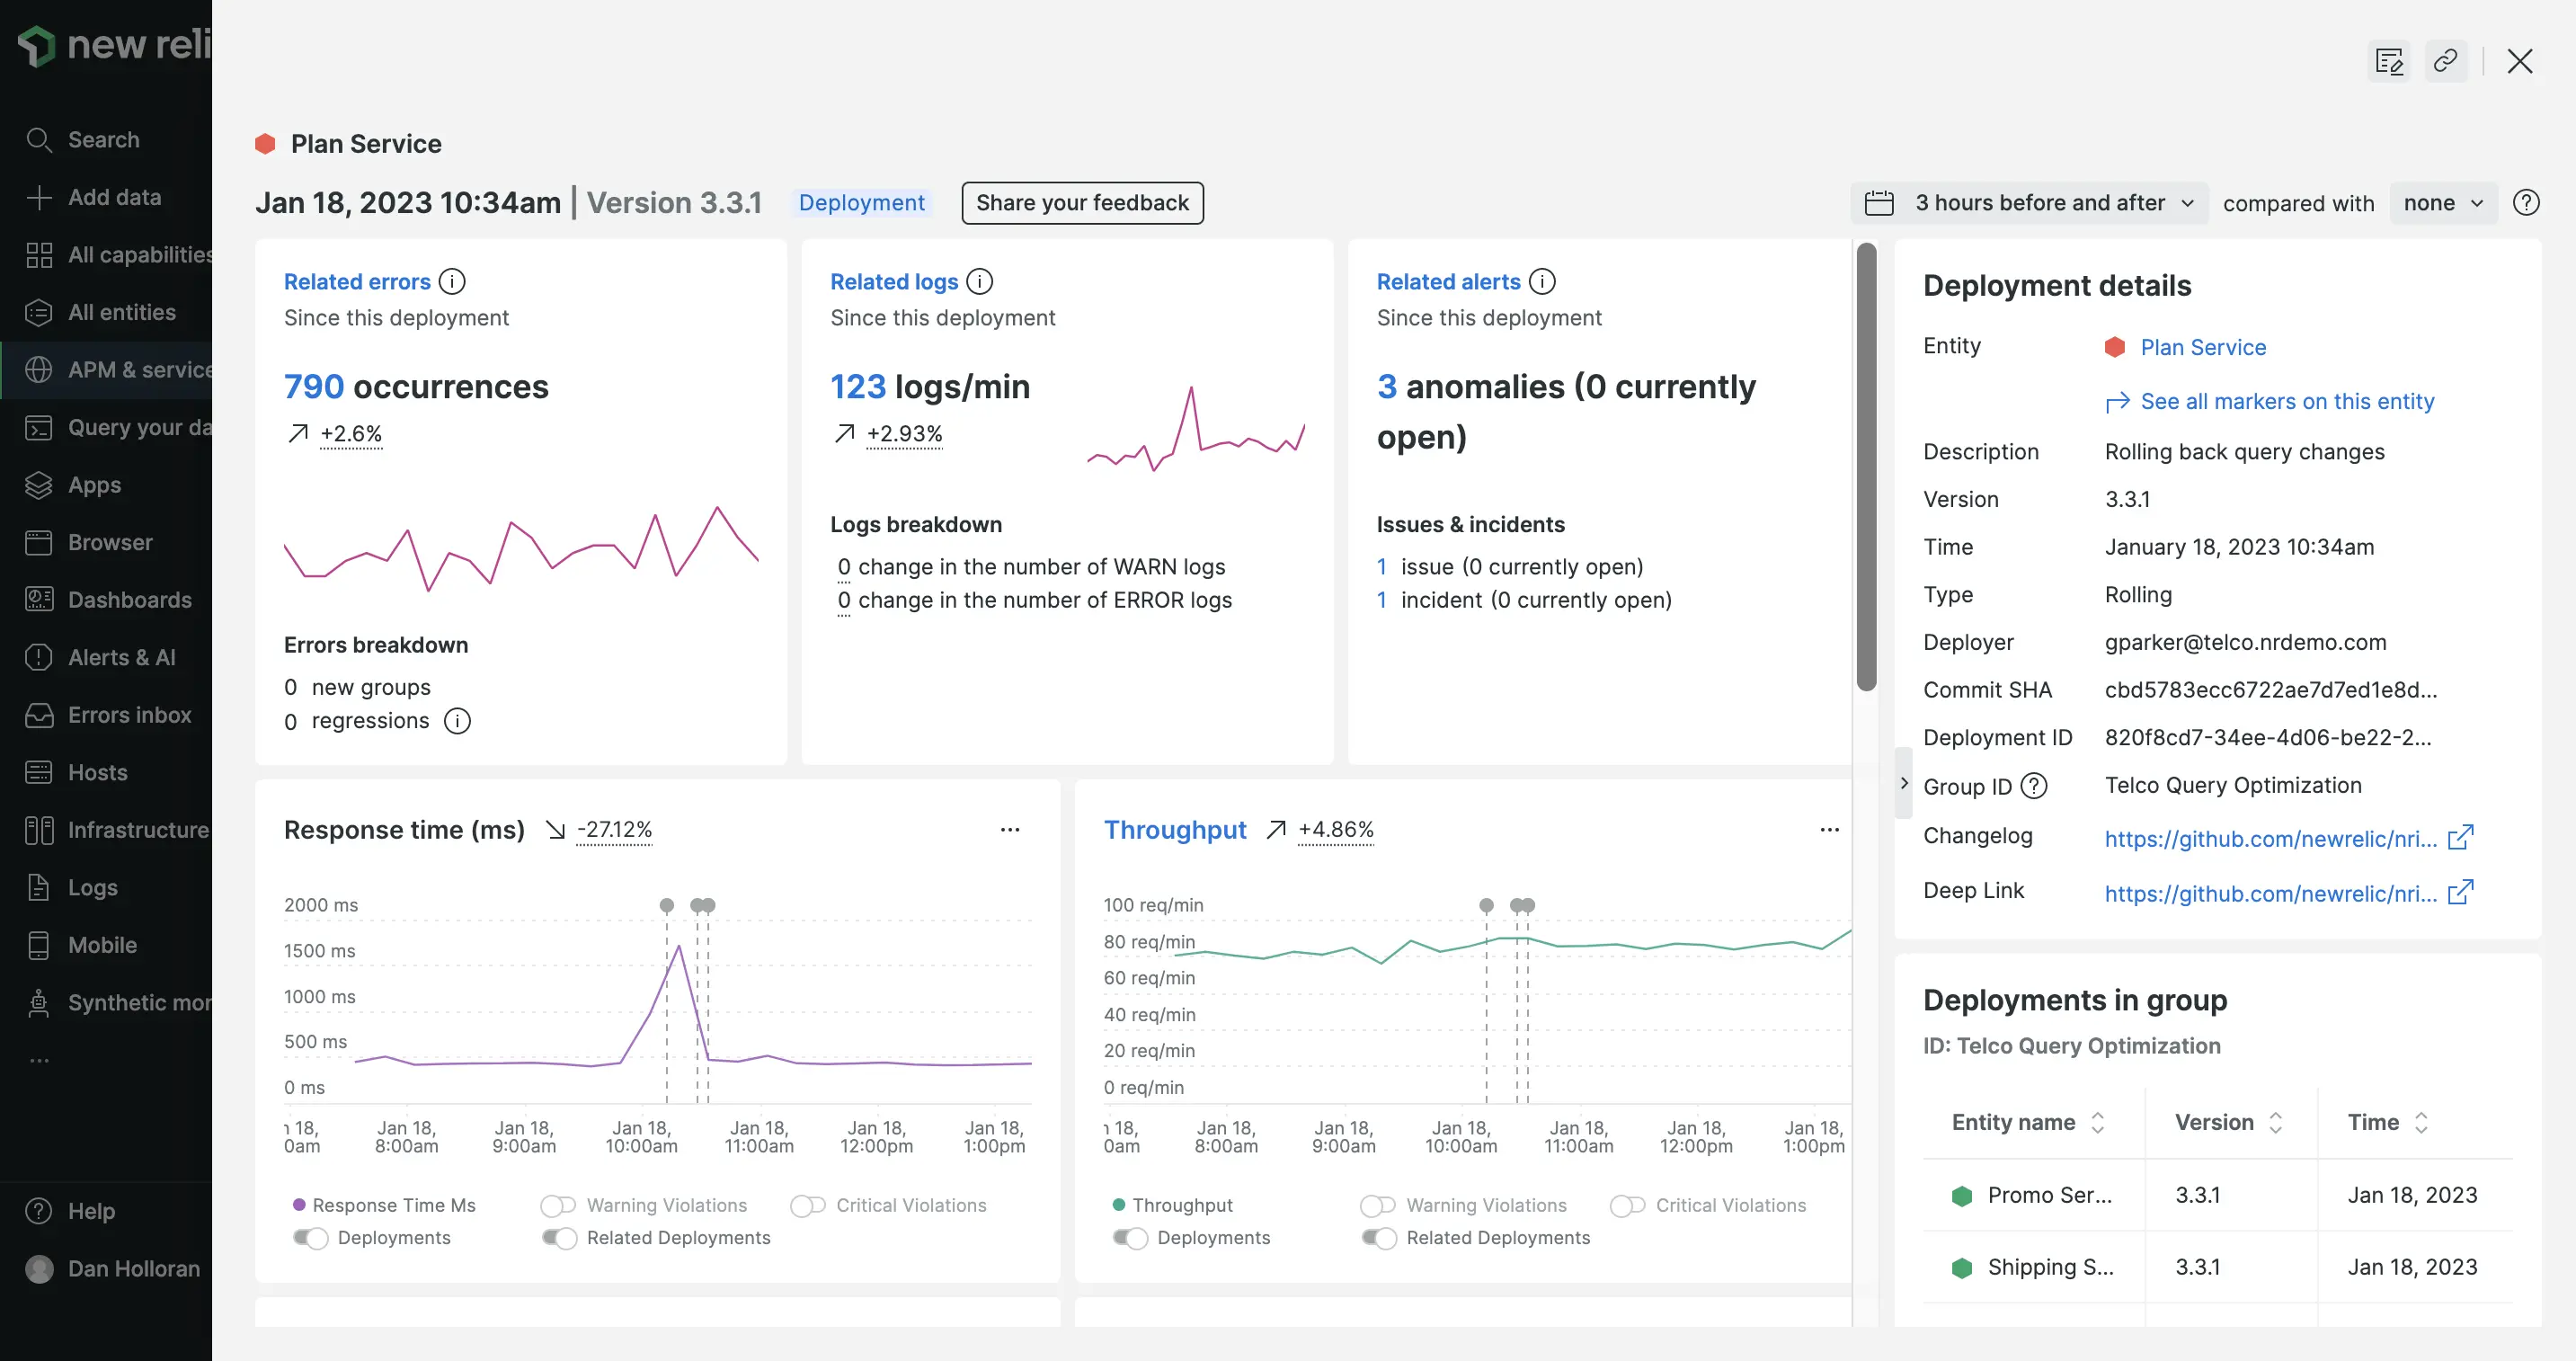 new reli
Search
Add data
All capabilities
All entities
APM & service
Query your da
Apps
Browser
Dashboards
Alerts & AI
Errors inbox
Hosts
Infrastructure
Logs
Mobile
Synthetic mor
...
Help
Dan Holloran
Plan Service
Jan 18, 2023 10:34am | Version 3.3.1
Deployment
Share your feedback
3 hours before and after
compared with
none
Related errors
Since this deployment
790 occurrences
+2.6%
Errors breakdown
0 new groups
0 regressions
Related logs
Since this deployment
123 logs/min
+2.93%
Logs breakdown
0 change in the number of WARN logs
0 change in the number of ERROR logs
Related alerts
Since this deployment
3 anomalies (0 currently
open)
Issues & incidents
1 issue (0 currently open)
1 incident (0 currently open)
Response time (ms) -27.12%
...
2000 ms
1500 ms
1000 ms
500 ms
0 ms
18, Jan 18, Jan 18, Jan 18, Jan 18, Jan 18, Jan 18,
0am 8:00am 9:00am 10:00am 11:00am 12:00pm 1:00pm
Response Time Ms Warning Violations Critical Violations
Deployments Related Deployments
Throughput +4.86%
...
100 req/min
80 req/min
60 req/min
40 req/min
20 req/min
0 req/min
18, Jan 18, Jan 18, Jan 18, Jan 18, Jan 18, Jan 18,
0am 8:00am 9:00am 10:00am 11:00am 12:00pm 1:00pm
Throughput Warning Violations Critical Violations
Deployments Related Deployments
Deployment details
Entity Plan Service
See all markers on this entity
Description Rolling back query changes
Version 3.3.1
Time January 18, 2023 10:34am
Type Rolling
Deployer gparker@telco.nrdemo.com
Commit SHA cbd5783ecc6722ae7d7ed1e8d...
Deployment ID 820f8cd7-34ee-4d06-be22-2...
Group ID Telco Query Optimization
Changelog https://github.com/newrelic/nri...
Deep Link https://github.com/newrelic/nri...
Deployments in group
ID: Telco Query Optimization
Entity name Version Time
Promo Ser... 3.3.1 Jan 18, 2023
Shipping S... 3.3.1 Jan 18, 2023